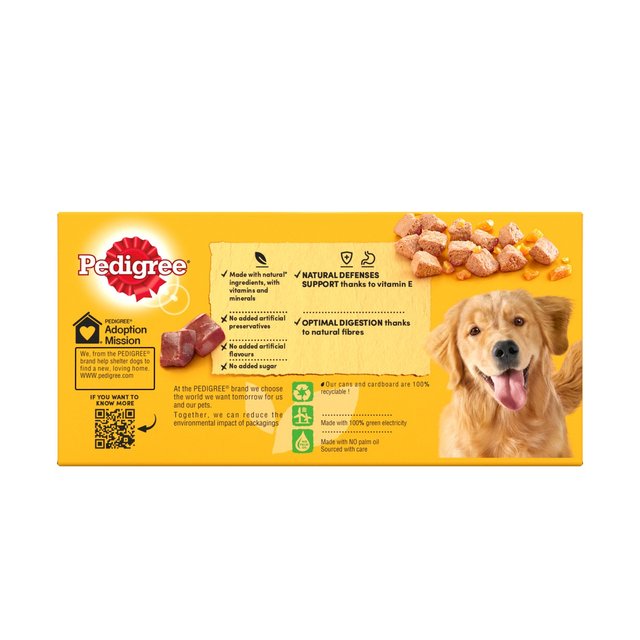 Pedigree®
PEDIGREE®
Adoption
Mission
We, from the PEDIGREE®
brand help shelter dogs to
find a new, loving home.
WWW.pedigree.com
IF YOU WANT TO
KNOW MORE
✓ Made with natural*
ingredients, with
vitamins and
minerals
✗ No added artificial
preservatives
✗ No added artificial
flavours
✗ No added sugar
✓ NATURAL DEFENSES
SUPPORT thanks to vitamin E
✓ OPTIMAL DIGESTION thanks
to natural fibres
At the PEDIGREE® brand we choose
the world we want tomorrow for us
and our pets.
Together, we can reduce the
environmental impact of packagings
Our cans and cardboard are 100%
recyclable !
Made with 100% green electricity
Made with NO palm oil
Sourced with care